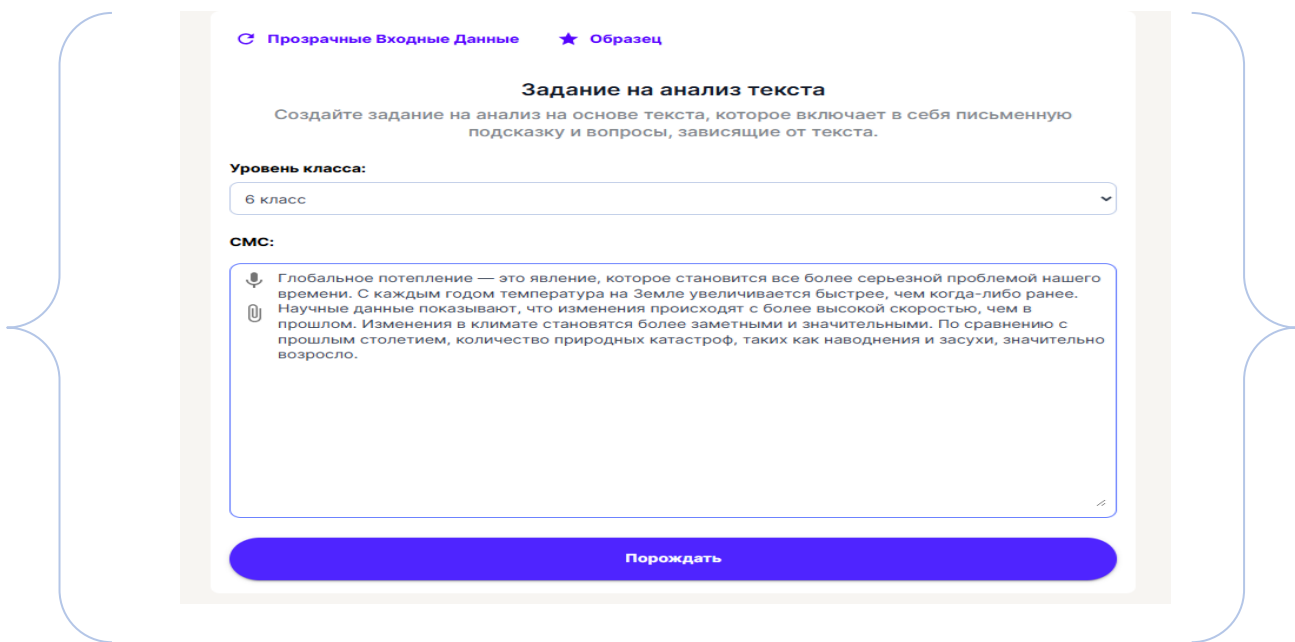 Прозрачные Входные Данные Образец
Задание на анализ текста
Создайте задание на анализ на основе текста, которое включает в себя письменную
подсказку и вопросы, зависящие от текста.
Уровень класса:
6 класс
СМС:
Глобальное потепление — это явление, которое становится все более серьезной проблемой нашего
времени. С каждым годом температура на Земле увеличивается быстрее, чем когда-либо ранее.
Научные данные показывают, что изменения происходят с более высокой скоростью, чем в
прошлом. Изменения в климате становятся более заметными и значительными. По сравнению с
прошлым столетием, количество природных катастроф, таких как наводнения и засухи, значительно
возросло.
Порождать